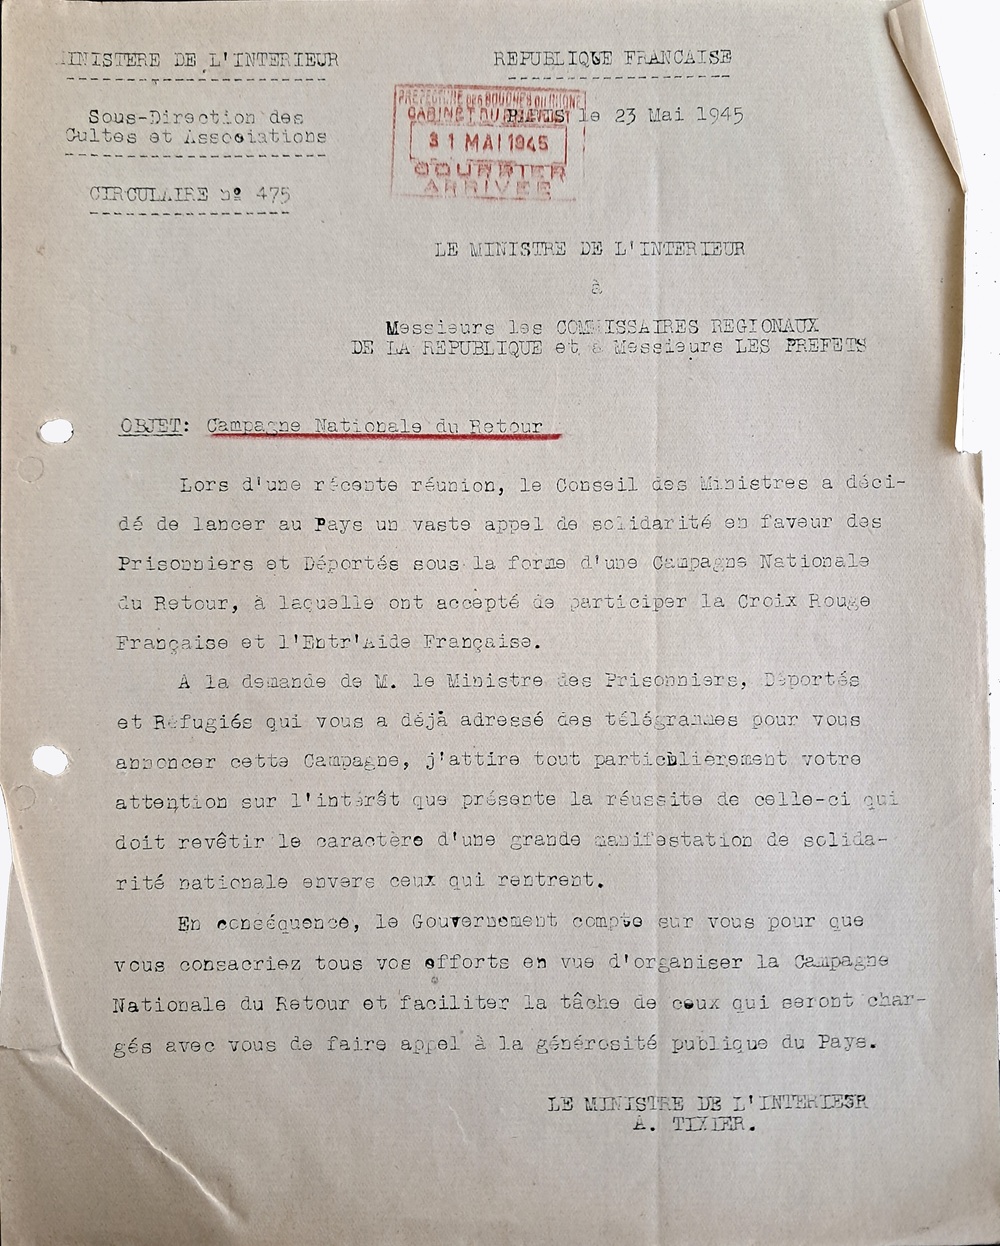 MINISTERE DE L'INTERIEUR
REPUBLIQUE FRANCAISE
Sous-Direction des
Cultes et Associations
CIRCULAIRE nº 475
PREFECTURE DES BOUCHES DU RHONE
CABINET DU PREFET
31 MAI 1945
COURRIER
ARRIVEE
PARIS le 23 Mai 1945
LE MINISTRE DE L'INTERIEUR
à
Messieurs les COMMISSAIRES REGIONAUX
DE LA REPUBLIQUE et à Messieurs LES PREFETS
OBJET: Campagne Nationale du Retour
Lors d'une récente réunion, le Conseil des Ministres a déci-
dé de lancer au Pays un vaste appel de solidarité en faveur des
Prisonniers et Déportés sous la forme d'une Campagne Nationale
du Retour, à laquelle ont accepté de participer la Croix Rouge
Française et l'Entr'Aide Française.
A la demande de M. le Ministre des Prisonniers, Déportés
et Réfugiés qui vous a déjà adressé des télégrammes pour vous
annoncer cette Campagne, j'attire tout particulièrement votre
attention sur l'intérêt que présente la réussite de celle-ci qui
doit revêtir le caractère d'une grande manifestation de solida-
rité nationale envers ceux qui rentrent.
En conséquence, le Gouvernement compte sur vous pour que
vous consacriez tous vos efforts en vue d'organiser la Campagne
Nationale du Retour et faciliter la tâche de ceux qui seront char-
gés avec vous de faire appel à la générosité publique du Pays.
LE MINISTRE DE L'INTERIEUR
A. TIXIER.